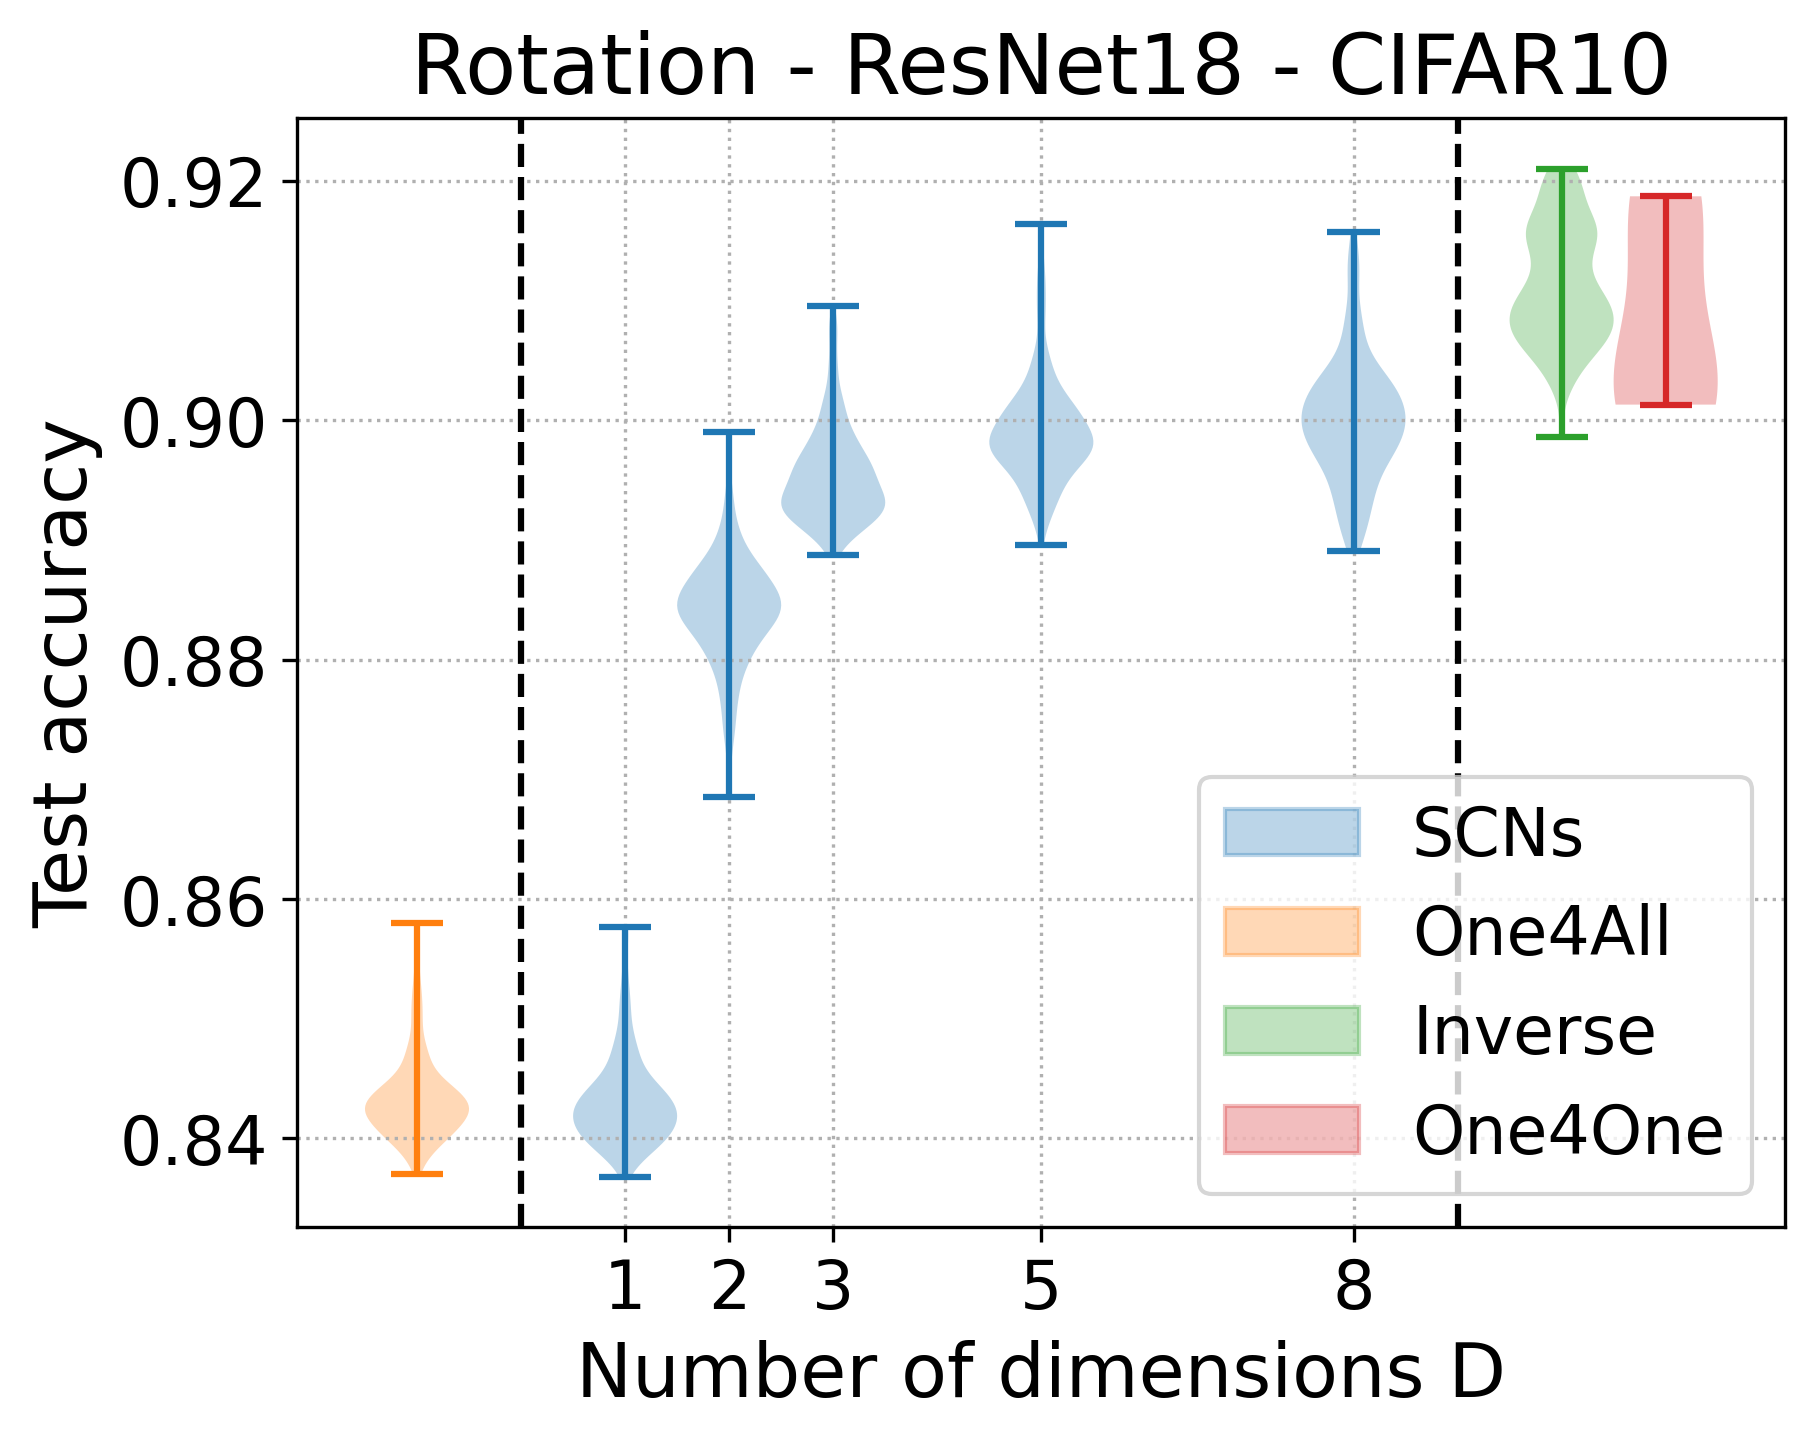 Rotation - ResNet18 - CIFAR10
Test accuracy
0.92
0.90
0.88
0.86
0.84
SCNs
One4All
Inverse
One4One
1 2 3 5 8
Number of dimensions D